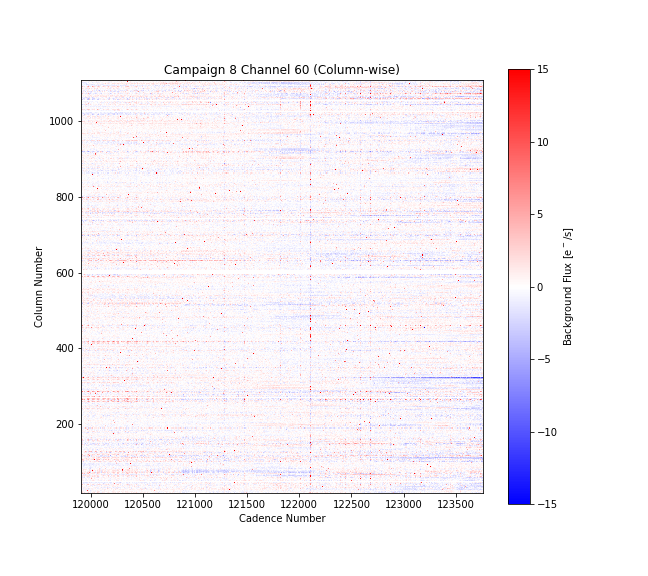 Campaign 8 Channel 60 (Column-wise)
1000
800
600
400
200
Column Number
120000 120500 121000 121500 122000 122500 123000 123500
Cadence Number
15
10
5
0
−5
−10
−15
Background Flux [e⁻/s]